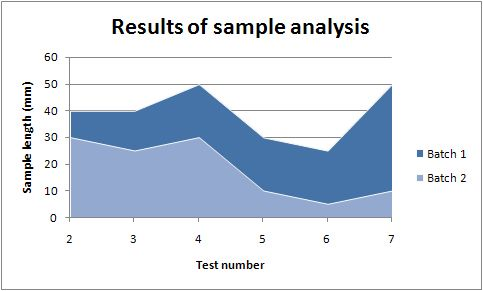 Results of sample analysis
Sample length (mm)
60
50
40
30
20
10
0
2 3 4 5 6 7
Test number
Batch 1
Batch 2